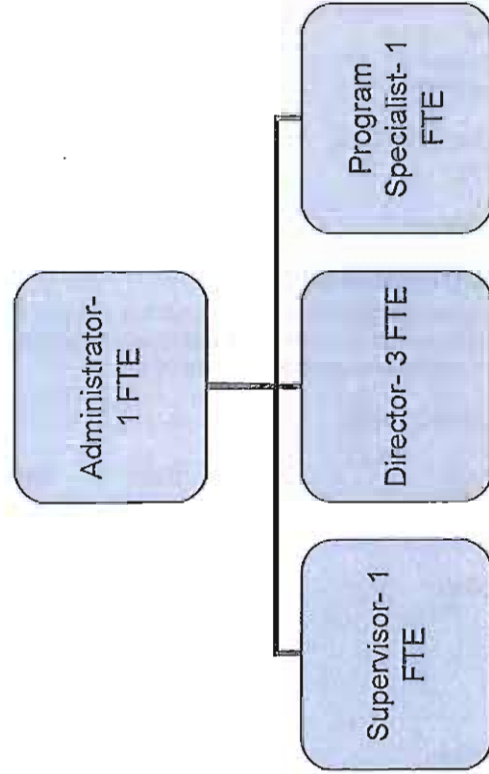 Administrator-
1 FTE
Supervisor- 1
FTE
Director- 3 FTE
Program
Specialist- 1
FTE